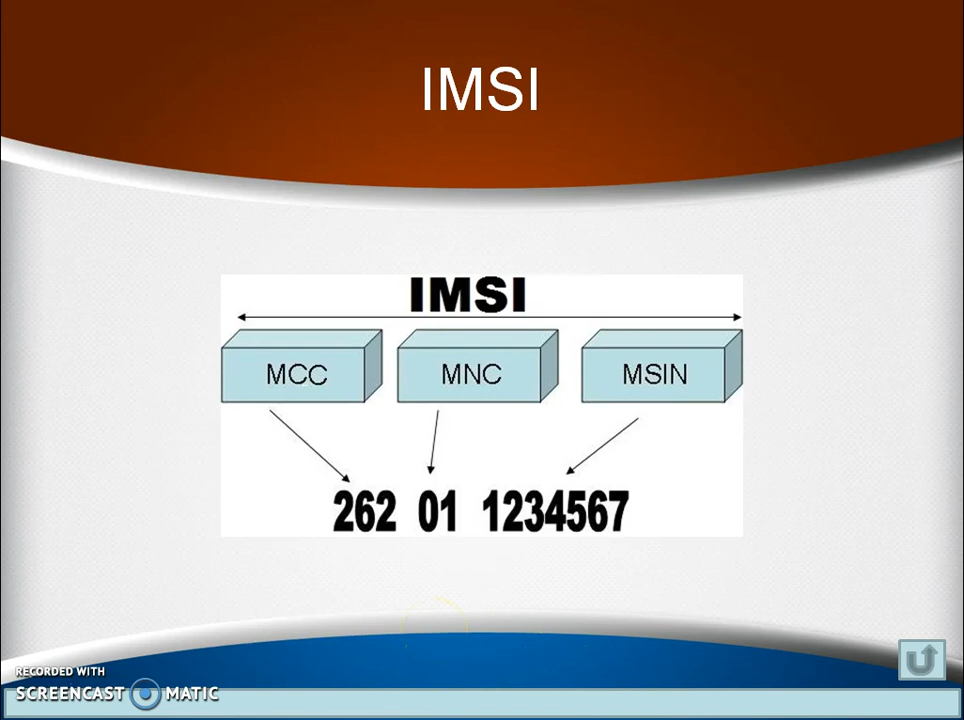 IMSI
IMSI
MCC MNC MSIN
262 01 1234567
RECORDED WITH
SCREENCAST MATIC